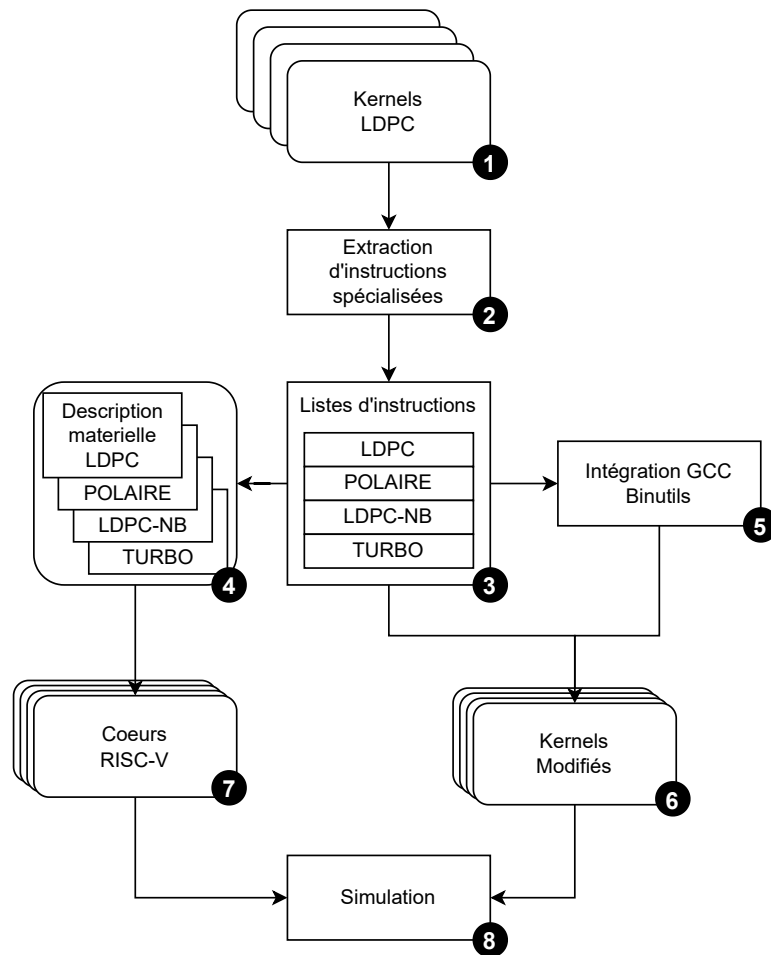 Kernels
LDPC
1
Extraction
d'instructions
spécialisées
2
Listes d'instructions
LDPC
POLAIRE
LDPC-NB
TURBO
3
Description
materielle
LDPC
POLAIRE
LDPC-NB
TURBO
4
Intégration GCC
Binutils
5
Kernels
Modifiés
6
Coeurs
RISC-V
7
Simulation
8